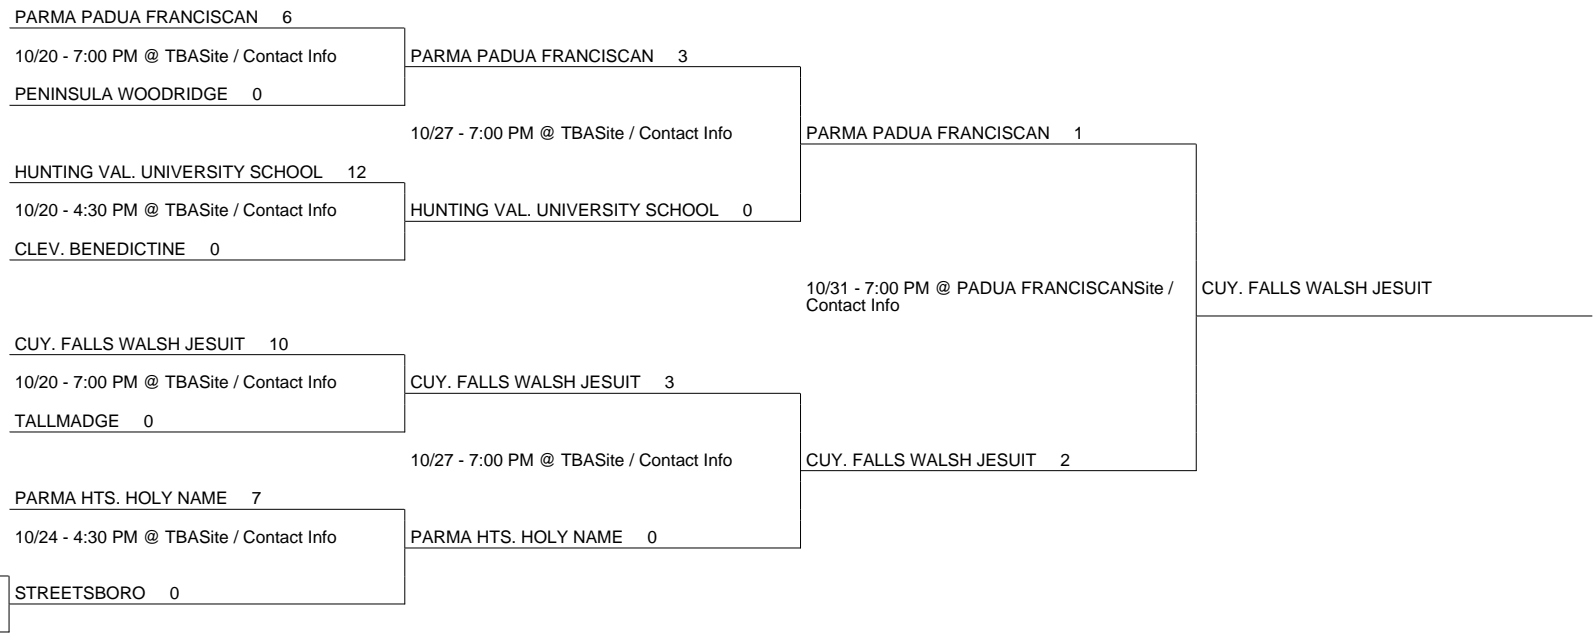 PARMA PADUA FRANCISCAN 6
10/20 - 7:00 PM @ TBASite / Contact Info
PARMA PADUA FRANCISCAN 3
PENINSULA WOODRIDGE 0
10/27 - 7:00 PM @ TBASite / Contact Info
PARMA PADUA FRANCISCAN 1
HUNTING VAL. UNIVERSITY SCHOOL 12
10/20 - 4:30 PM @ TBASite / Contact Info
HUNTING VAL. UNIVERSITY SCHOOL 0
CLEV. BENEDICTINE 0
10/31 - 7:00 PM @ PADUA FRANCISCANSite /
Contact Info
CUY. FALLS WALSH JESUIT
CUY. FALLS WALSH JESUIT 10
10/20 - 7:00 PM @ TBASite / Contact Info
CUY. FALLS WALSH JESUIT 3
TALLMADGE 0
10/27 - 7:00 PM @ TBASite / Contact Info
CUY. FALLS WALSH JESUIT 2
PARMA HTS. HOLY NAME 7
10/24 - 4:30 PM @ TBASite / Contact Info
PARMA HTS. HOLY NAME 0
STREETSBORO 0